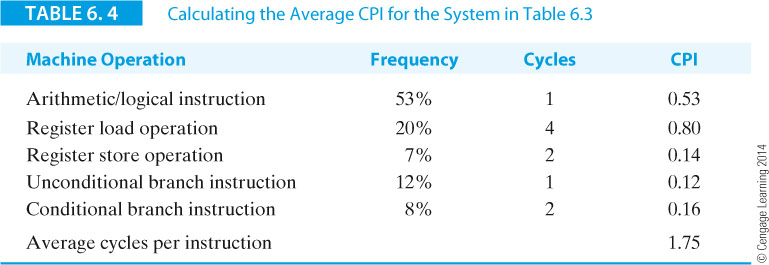 TABLE 6. 4 Calculating the Average CPI for the System in Table 6.3
Machine Operation Frequency Cycles CPI
Arithmetic/logical instruction 53% 1 0.53
Register load operation 20% 4 0.80
Register store operation 7% 2 0.14
Unconditional branch instruction 12% 1 0.12
Conditional branch instruction 8% 2 0.16
Average cycles per instruction 1.75
© Cengage Learning 2014